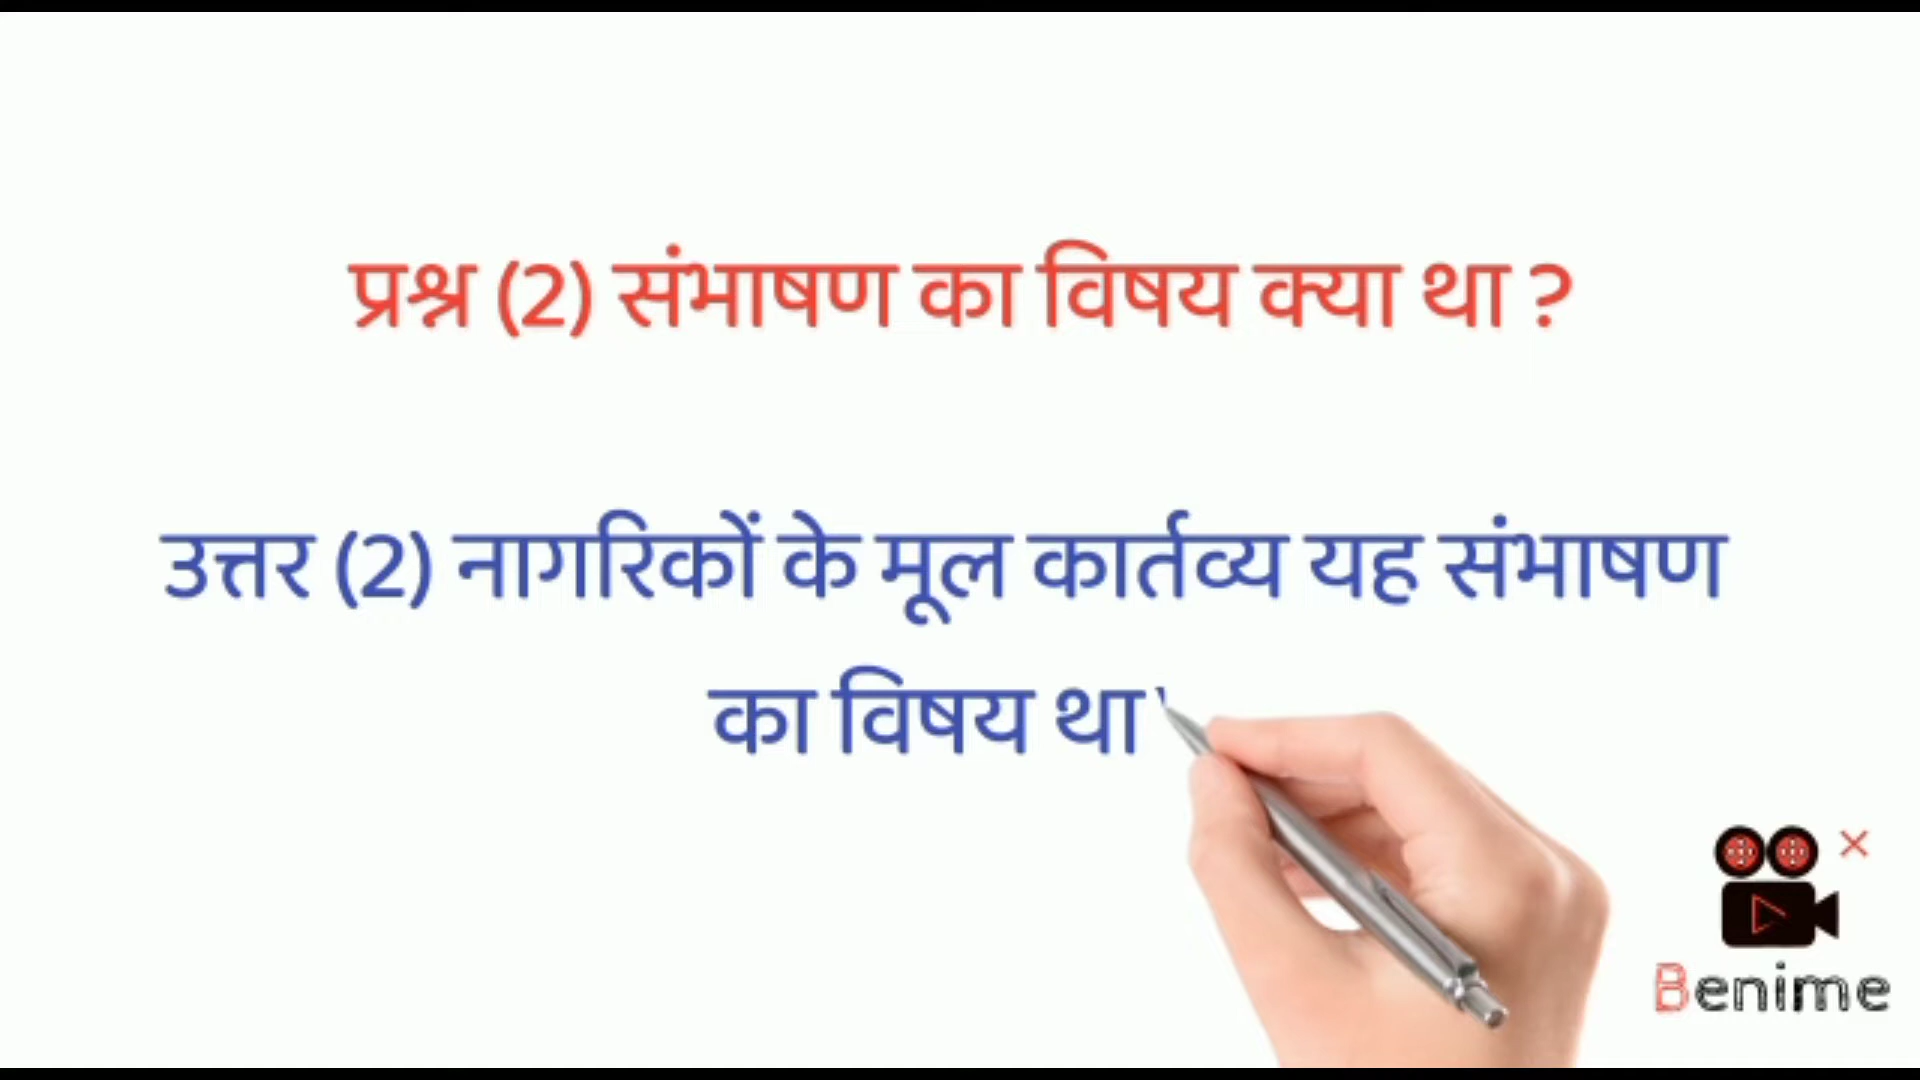 प्रश्न (2) संभाषण का विषय क्या था ?
उत्तर (2) नागरिकों के मूल कार्तव्य यह संभाषण
का विषय था
Benime